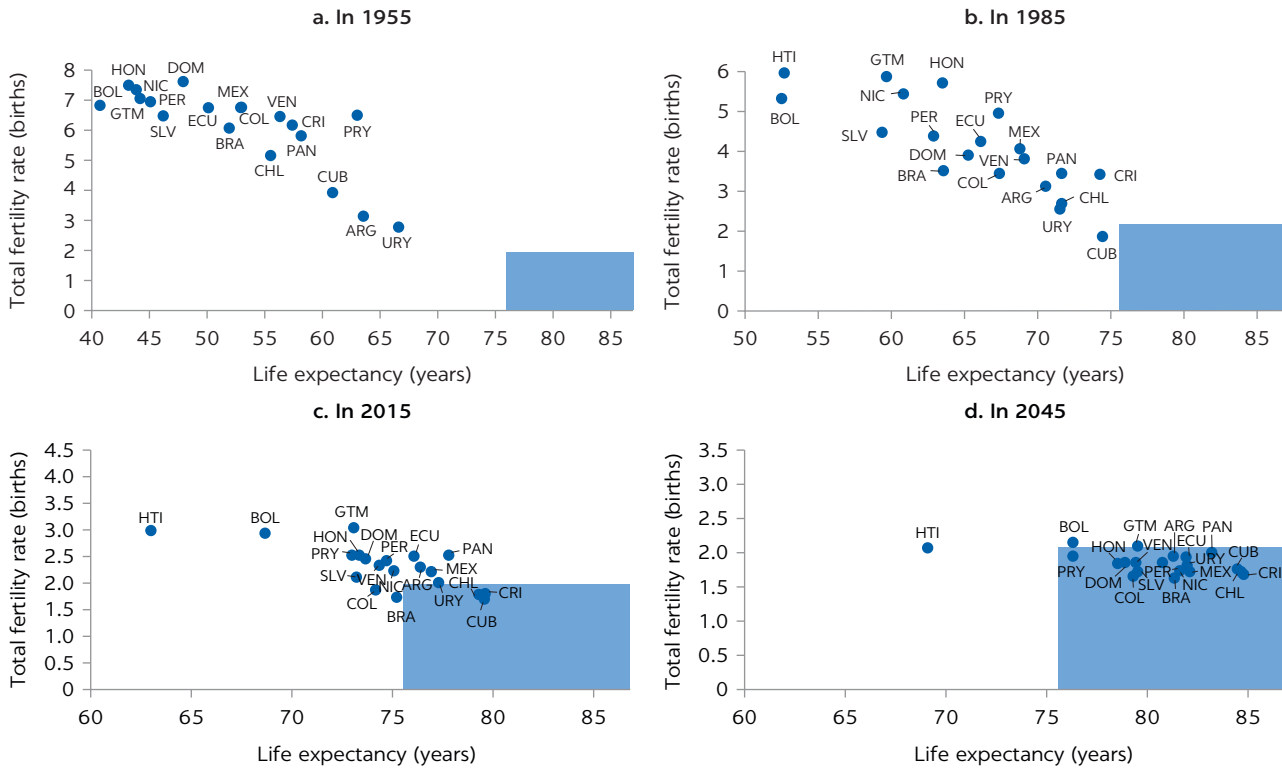 a. In 1955
Total fertility rate (births)
8
7
6
5
4
3
2
1
0
BOL HON NIC DOM
GTM PER SLV ECU MEX
BRA COL VEN CRI
CHL PAN PRY
CUB
ARG URY
40 45 50 55 60 65 70 75 80 85
Life expectancy (years)
b. In 1985
Total fertility rate (births)
6
5
4
3
2
1
0
HTI GTM HON
BOL NIC PRY
SLV PER ECU MEX
DOM VEN PAN
BRA COL CRI
ARG CHL
URY
CUB
50 55 60 65 70 75 80 85
Life expectancy (years)
c. In 2015
Total fertility rate (births)
4.5
4.0
3.5
3.0
2.5
2.0
1.5
1.0
0.5
0
HTI BOL GTM
HON DOM PER ECU PAN
PRY
SLV VEN NIC ARG MEX CHL
COL BRA URY CRI
CUB
60 65 70 75 80 85
Life expectancy (years)
d. In 2045
Total fertility rate (births)
3.5
3.0
2.5
2.0
1.5
1.0
0.5
0
HTI BOL GTM ARG PAN
HON VEN ECU CUB
PRY URY
DOM PER MEX
COL SLV NIC CHL CRI
BRA
60 65 70 75 80 85
Life expectancy (years)